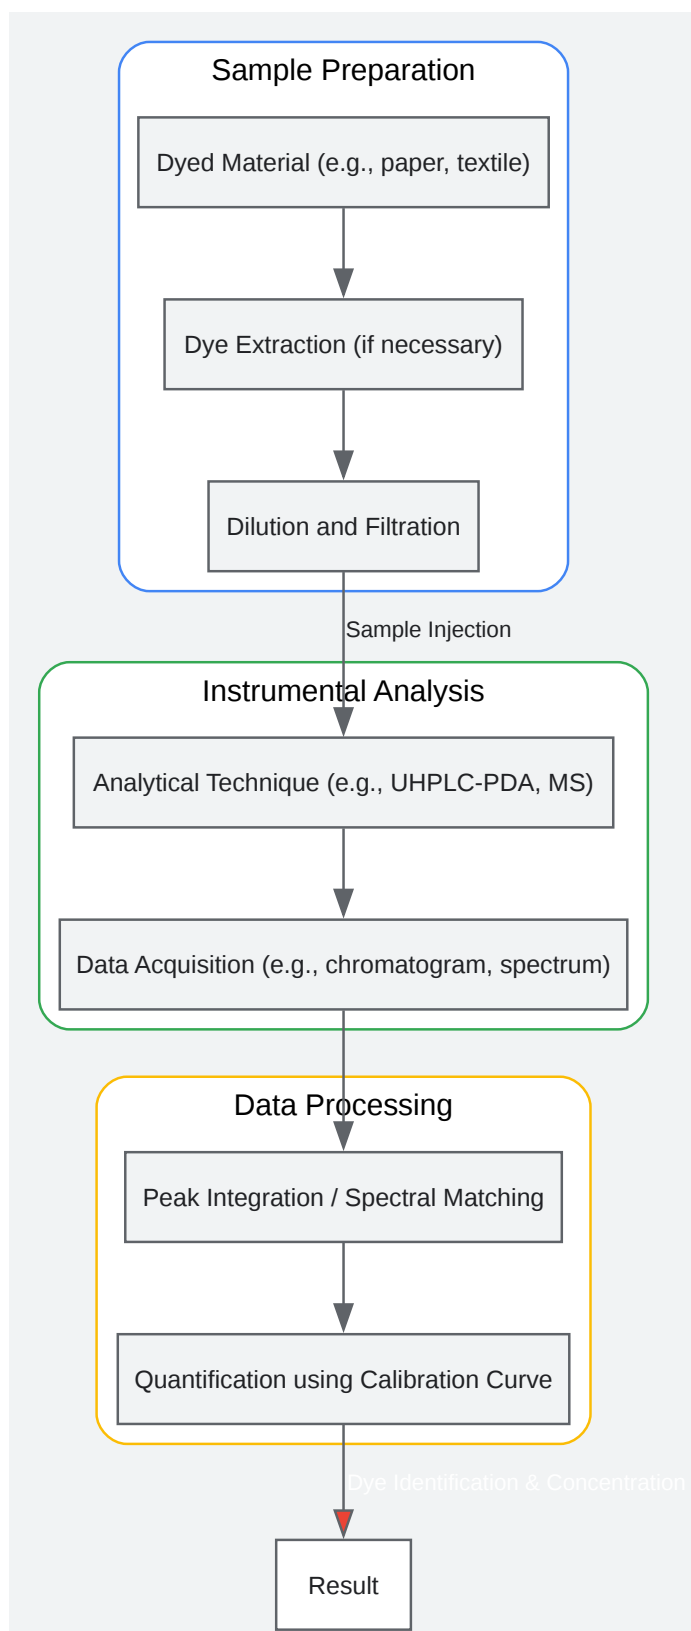 Sample Preparation
Dyed Material (e.g., paper, textile)
Dye Extraction (if necessary)
Dilution and Filtration
Sample Injection
Instrumental Analysis
Analytical Technique (e.g., UHPLC-PDA, MS)
Data Acquisition (e.g., chromatogram, spectrum)
Data Processing
Peak Integration / Spectral Matching
Quantification using Calibration Curve
Dye Identification & Concentration
Result